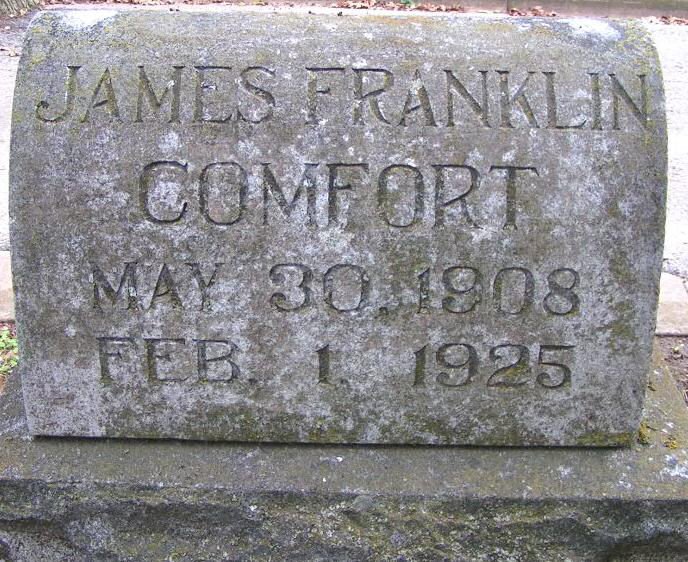 JAMES FRANKLIN
COMFORT
MAY 30, 1908
FEB. 1. 1925